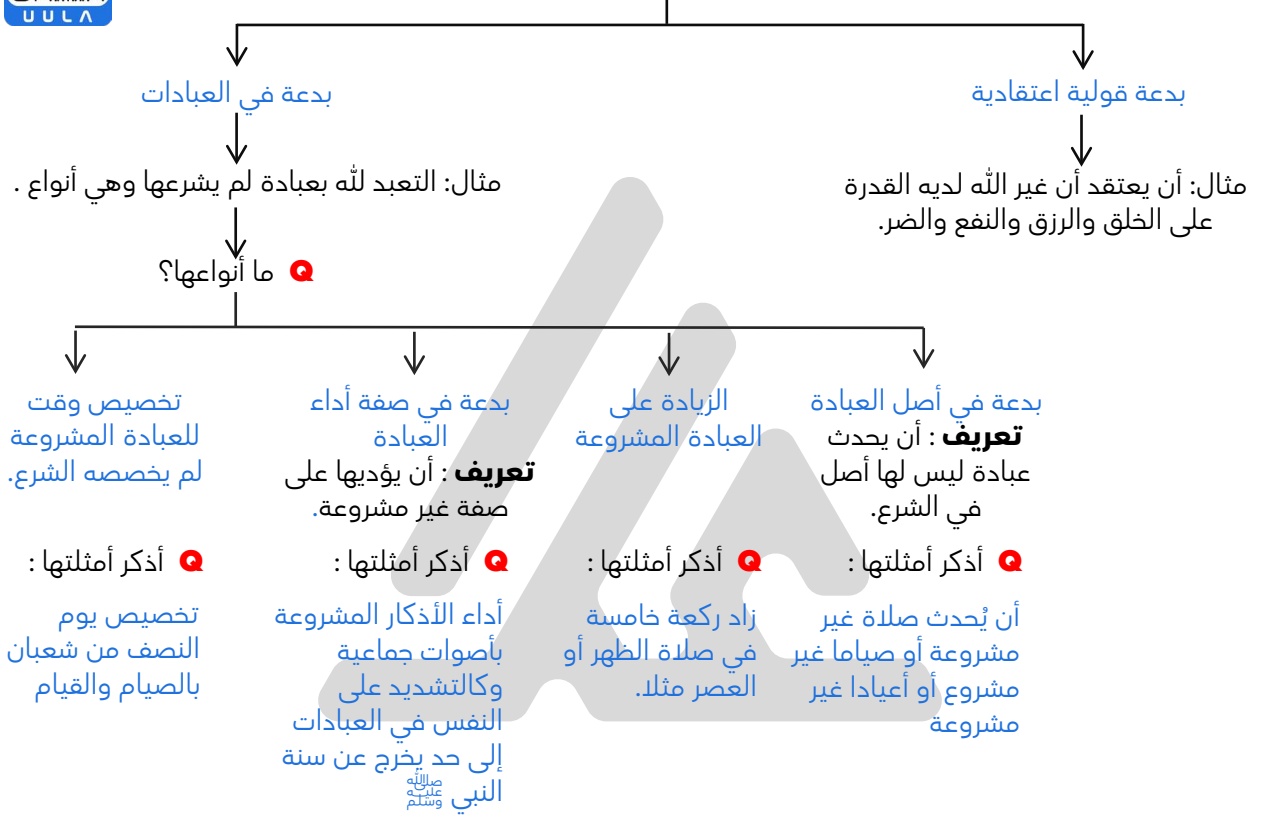 UULA
بدعة قولية اعتقادية
مثال: أن يعتقد أن غير الله لديه القدرة
على الخلق والرزق والنفع والضر.
بدعة في العبادات
مثال: التعبد لله بعبادة لم يشرعها وهي أنواع .
Q ما أنواعها؟
بدعة في أصل العبادة
تعريف : أن يحدث
عبادة ليس لها أصل
في الشرع.
Q أذكر أمثلتها :
أن يُحدث صلاة غير
مشروعة أو صياما غير
مشروع أو أعيادا غير
مشروعة
الزيادة على
العبادة المشروعة
Q أذكر أمثلتها :
زاد ركعة خامسة
في صلاة الظهر أو
العصر مثلا.
بدعة في صفة أداء
العبادة
تعريف : أن يؤديها على
صفة غير مشروعة.
Q أذكر أمثلتها :
أداء الأذكار المشروعة
بأصوات جماعية
وكالتشديد على
النفس في العبادات
إلى حد يخرج عن سنة
النبي ﷺ
تخصيص وقت
للعبادة المشروعة
لم يخصصه الشرع.
Q أذكر أمثلتها :
تخصيص يوم
النصف من شعبان
بالصيام والقيام